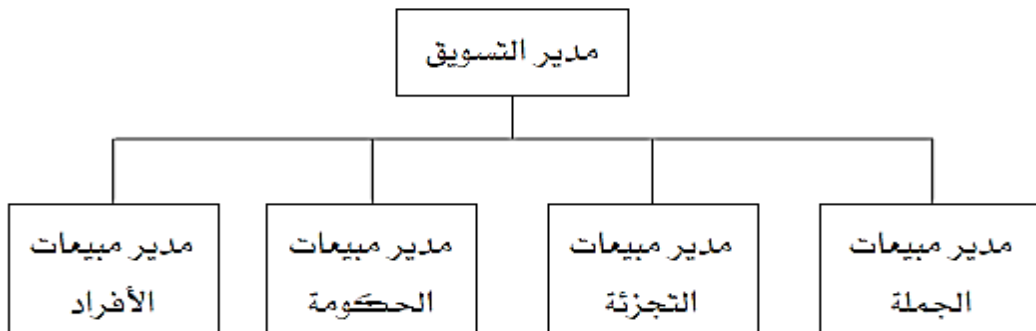 مدير التسويق
مدير مبيعات
الجملة
مدير مبيعات
التجزئة
مدير مبيعات
الحكومة
مدير مبيعات
الأفراد